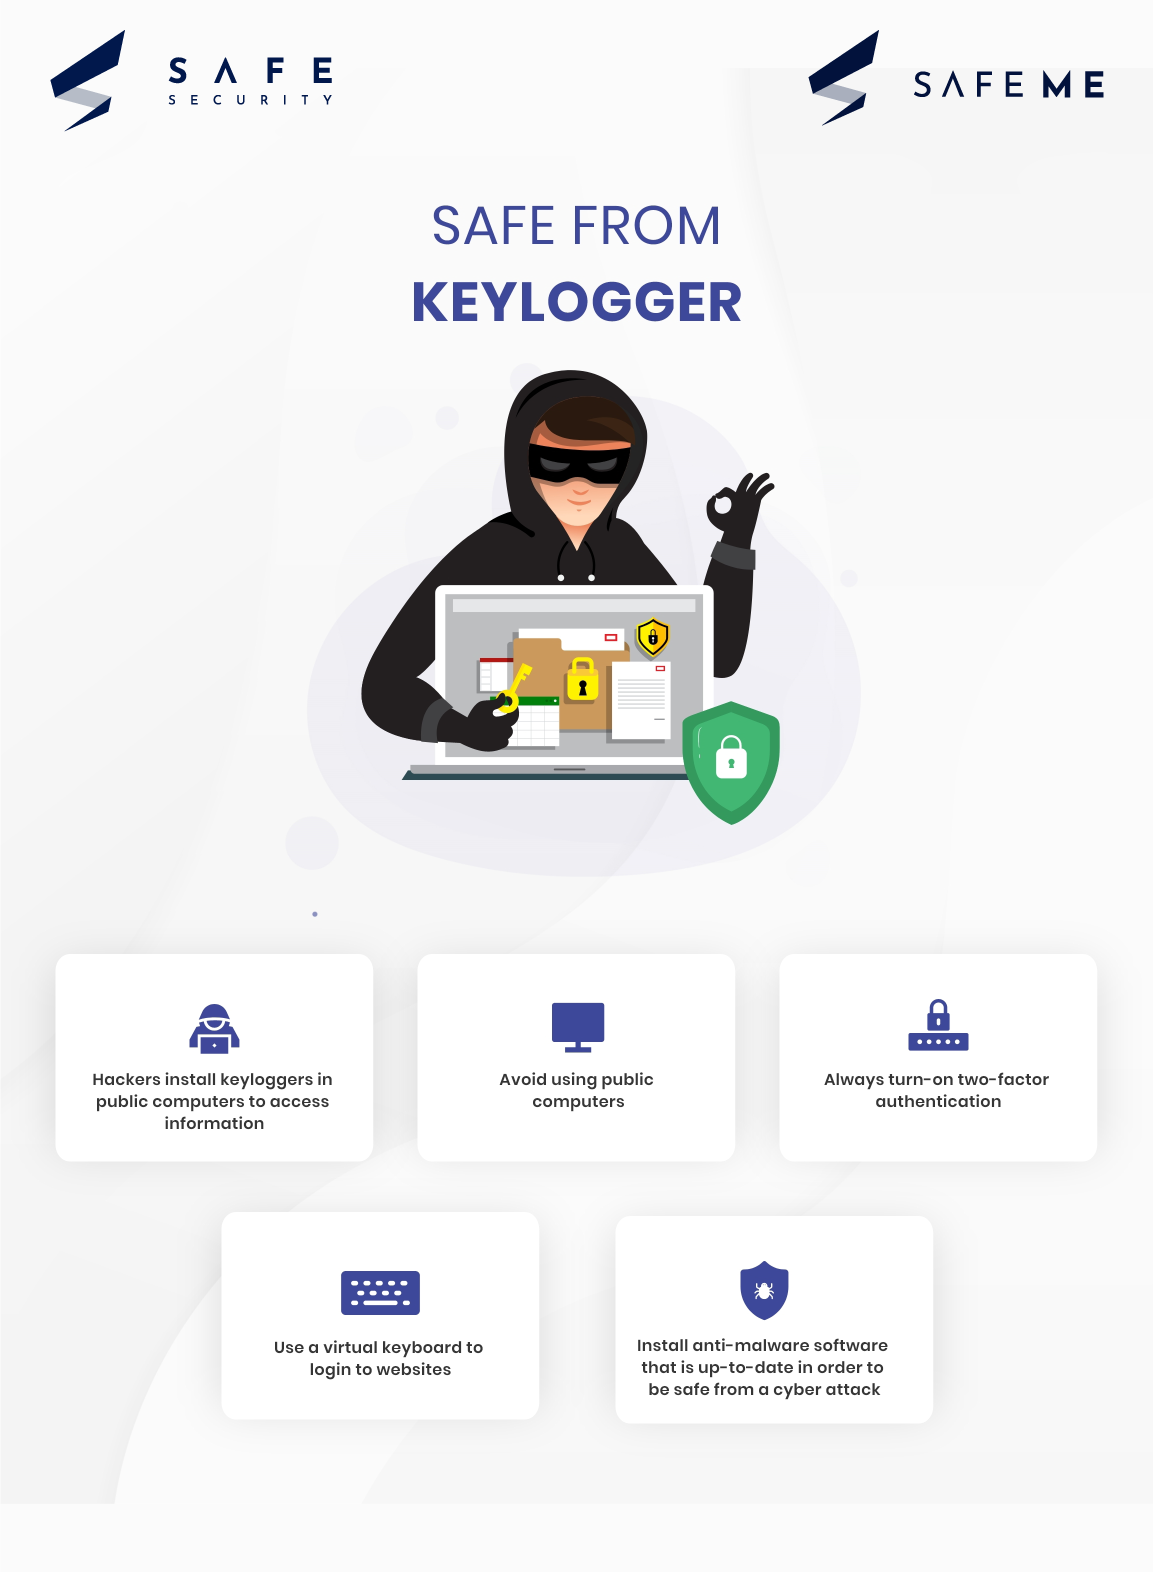 SAFE
SECURITY
SAFEME
SAFE FROM
KEYLOGGER
Hackers install keyloggers in
public computers to access
information
Avoid using public
computers
Always turn-on two-factor
authentication
Use a virtual keyboard to
login to websites
Install anti-malware software
that is up-to-date in order to
be safe from a cyber attack